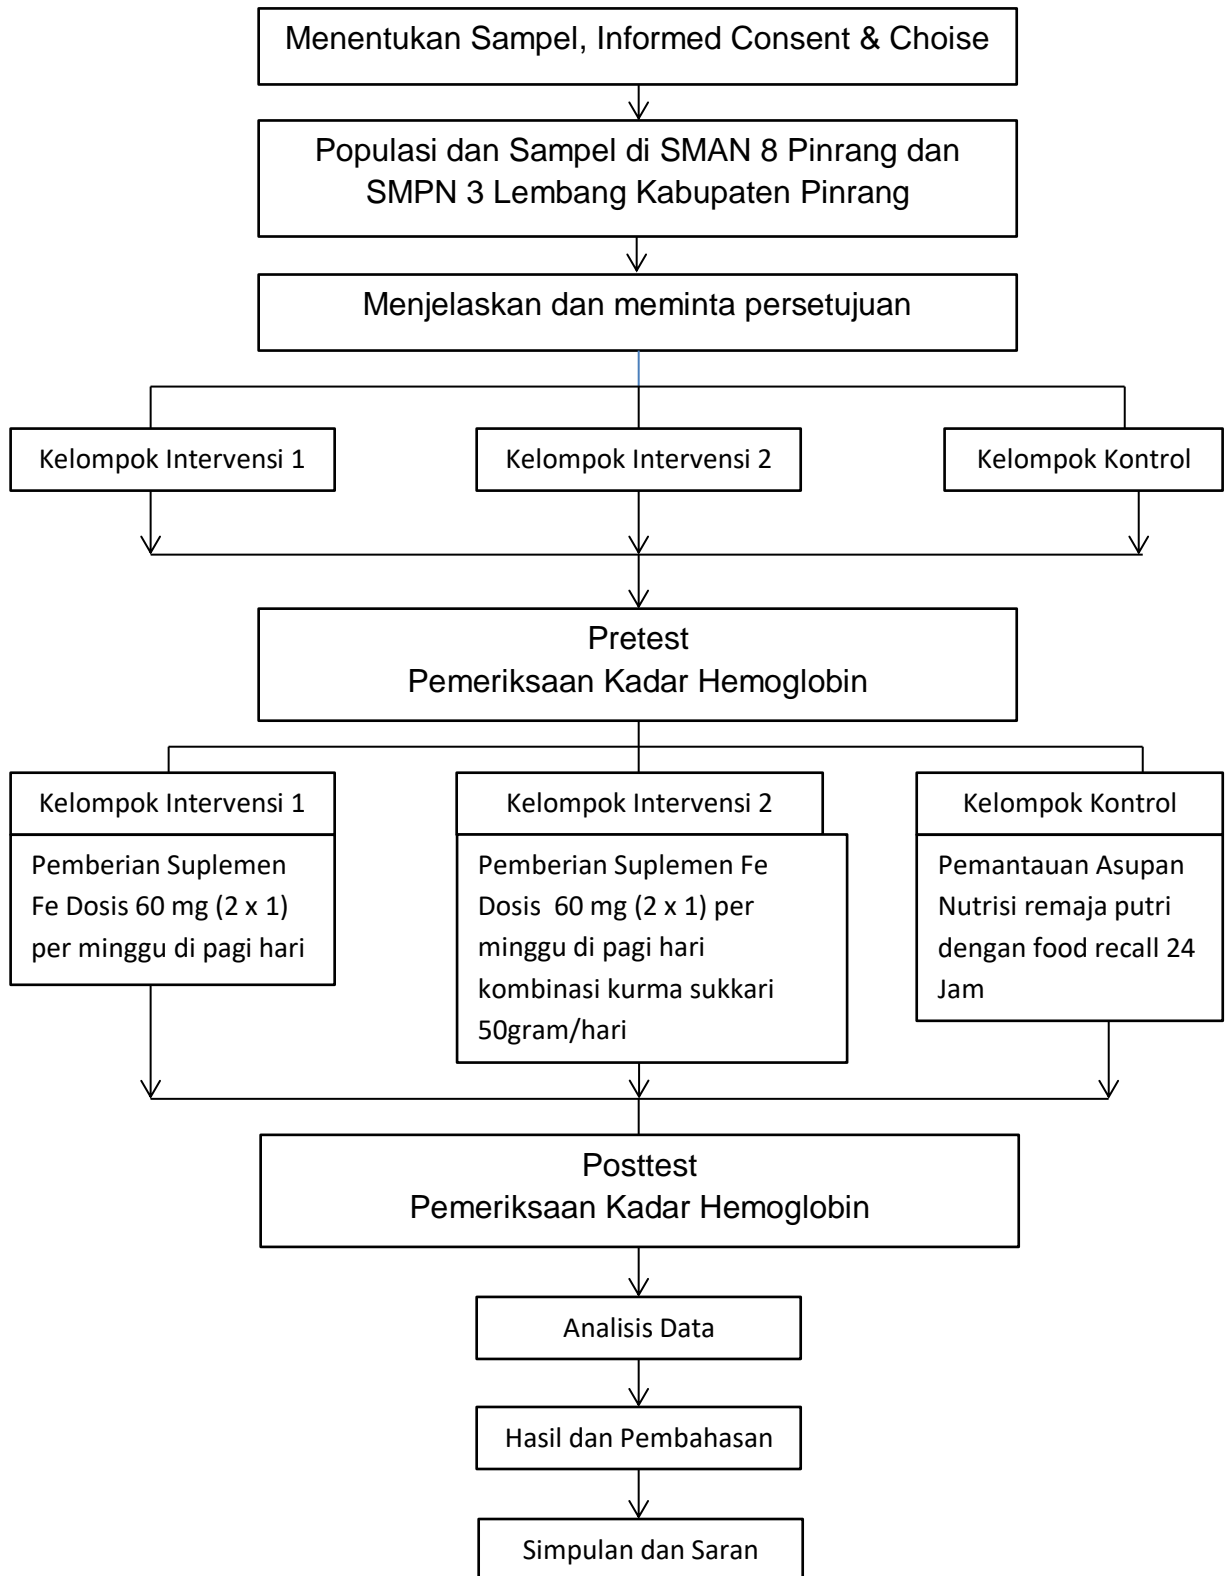 Menentukan Sampel, Informed Consent & Choise
Populasi dan Sampel di SMAN 8 Pinrang dan
SMPN 3 Lembang Kabupaten Pinrang
Menjelaskan dan meminta persetujuan
Kelompok Intervensi 1
Kelompok Intervensi 2
Kelompok Kontrol
Pretest
Pemeriksaan Kadar Hemoglobin
Kelompok Intervensi 1
Pemberian Suplemen
Fe Dosis 60 mg (2 x 1)
per minggu di pagi hari
Kelompok Intervensi 2
Pemberian Suplemen Fe
Dosis 60 mg (2 x 1) per
minggu di pagi hari
kombinasi kurma sukkari
50gram/hari
Kelompok Kontrol
Pemantauan Asupan
Nutrisi remaja putri
dengan food recall 24
Jam
Posttest
Pemeriksaan Kadar Hemoglobin
Analisis Data
Hasil dan Pembahasan
Simpulan dan Saran